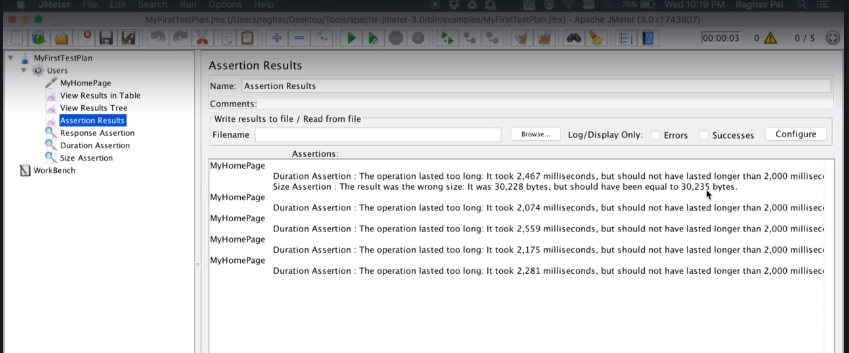 JMeter File Edit Search Run Options Help 76% Wed 10:19 PM Raghav Pal
MyFirstTestPlan.jmx (/Users/raghav/Desktop/Tools/apache-jmeter-3.0/bin/examples/MyFirstTestPlan.jmx) - Apache JMeter (3.0 r1743807)
00:00:03 0 0 / 5
MyFirstTestPlan
Users
MyHomePage
View Results in Table
View Results Tree
Assertion Results
Response Assertion
Duration Assertion
Size Assertion
WorkBench
Assertion Results
Name: Assertion Results
Comments:
Write results to file / Read from file
Filename Browse... Log/Display Only: Errors Successes Configure
Assertions:
MyHomePage
Duration Assertion : The operation lasted too long: It took 2,467 milliseconds, but should not have lasted longer than 2,000 millisec
Size Assertion : The result was the wrong size: It was 30,228 bytes, but should have been equal to 30,235 bytes.
MyHomePage
Duration Assertion : The operation lasted too long: It took 2,074 milliseconds, but should not have lasted longer than 2,000 millisec
MyHomePage
Duration Assertion : The operation lasted too long: It took 2,559 milliseconds, but should not have lasted longer than 2,000 millisec
MyHomePage
Duration Assertion : The operation lasted too long: It took 2,175 milliseconds, but should not have lasted longer than 2,000 millisec
MyHomePage
Duration Assertion : The operation lasted too long: It took 2,281 milliseconds, but should not have lasted longer than 2,000 millisec